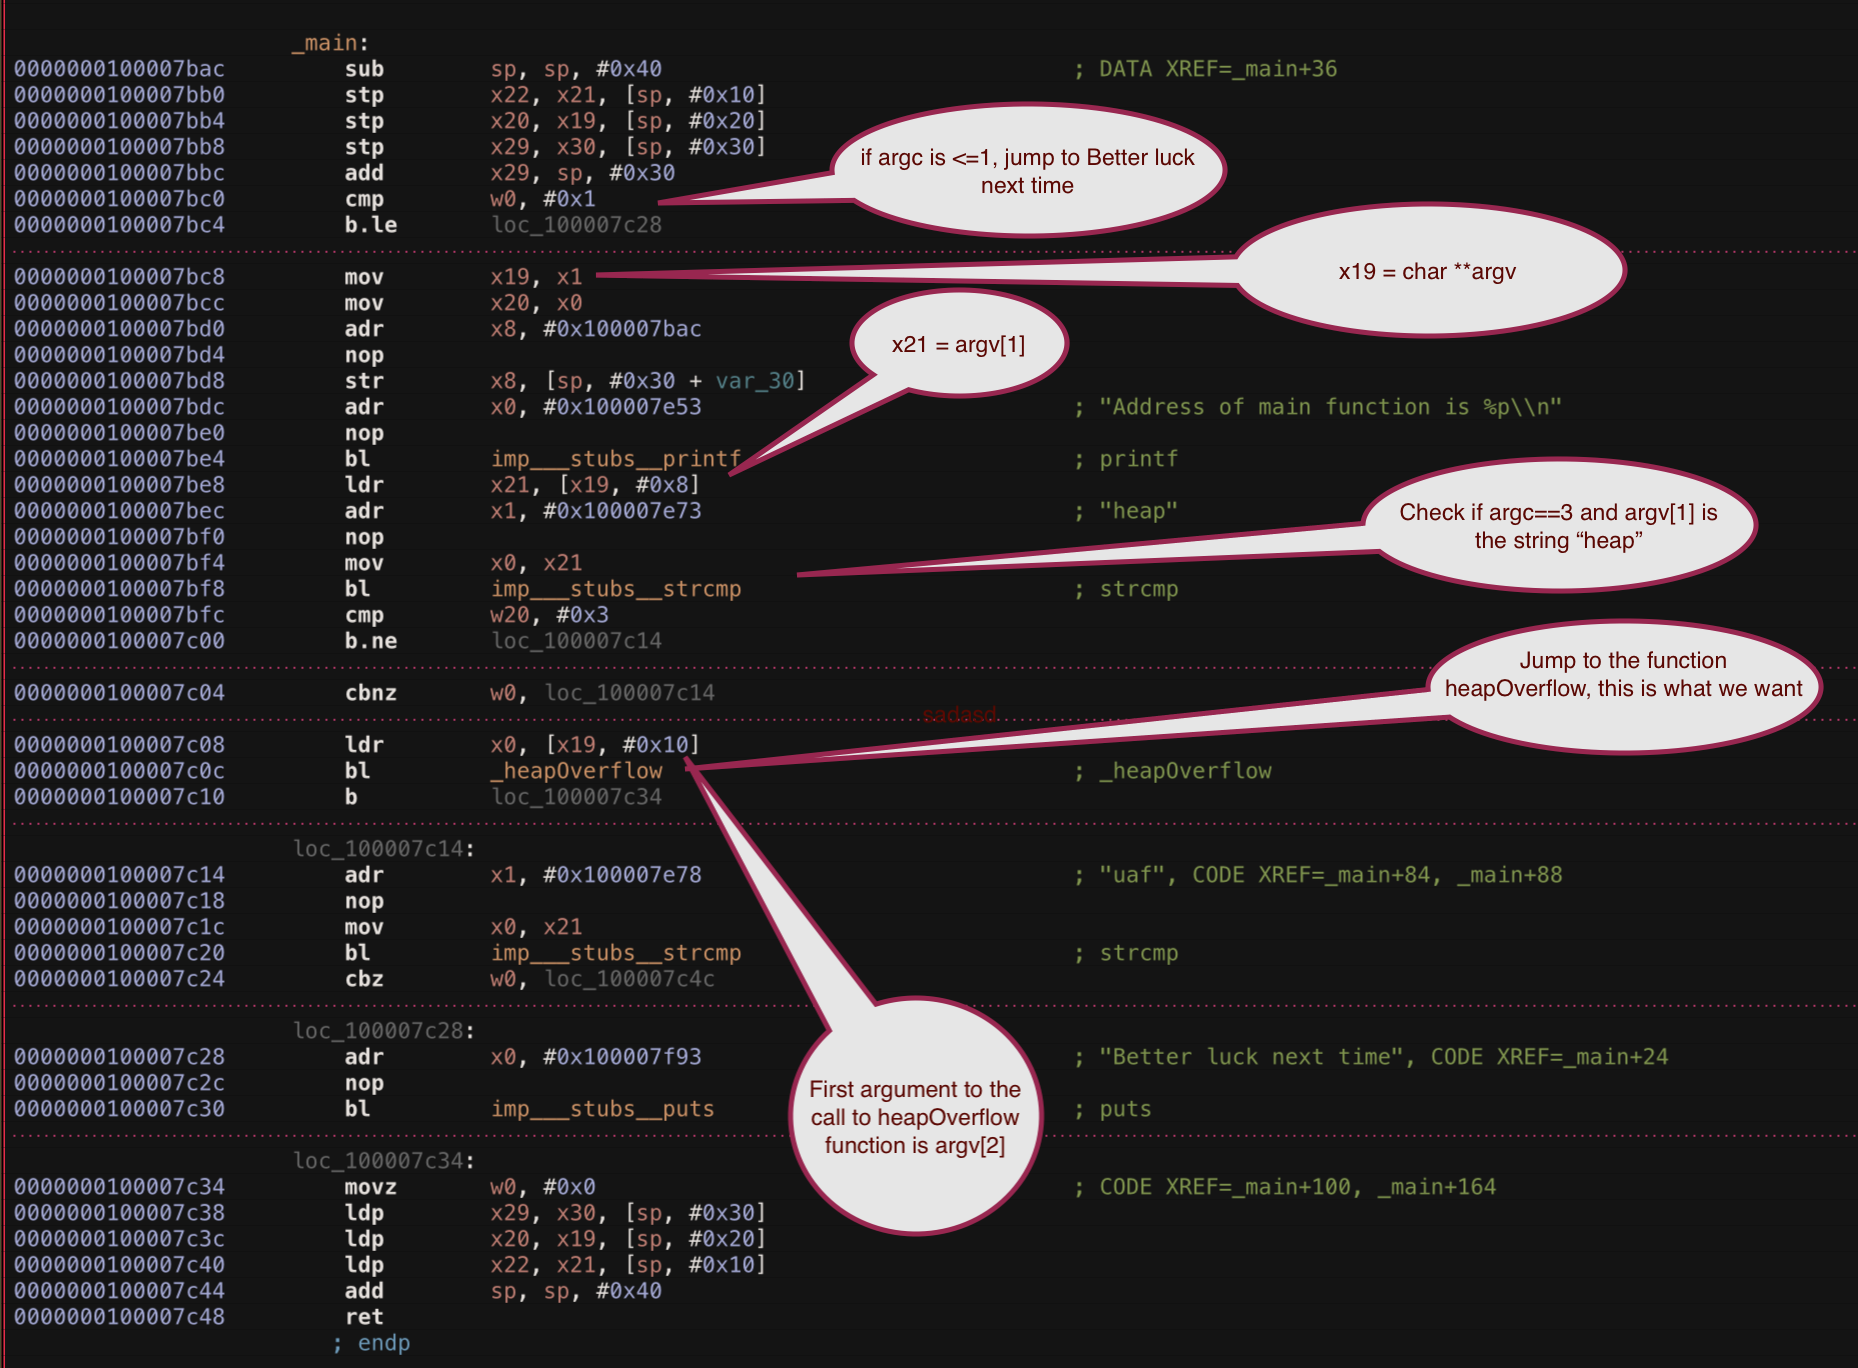 _main:
0000000100007bac sub sp, sp, #0x40 ; DATA XREF=_main+36
0000000100007bb0 stp x22, x21, [sp, #0x10]
0000000100007bb4 stp x20, x19, [sp, #0x20]
0000000100007bb8 stp x29, x30, [sp, #0x30]
0000000100007bbc add x29, sp, #0x30
0000000100007bc0 cmp w0, #0x1
0000000100007bc4 b.le loc_100007c28
if argc is <=1, jump to Better luck
next time
0000000100007bc8 mov x19, x1
x19 = char **argv
0000000100007bcc mov x20, x0
0000000100007bd0 adr x8, #0x100007bac
0000000100007bd4 nop
x21 = argv[1]
0000000100007bd8 str x8, [sp, #0x30 + var_30]
0000000100007bdc adr x0, #0x100007e53 ; "Address of main function is %p\\n"
0000000100007be0 nop
0000000100007be4 bl imp___stubs__printf ; printf
0000000100007be8 ldr x21, [x19, #0x8]
0000000100007bec adr x1, #0x100007e73 ; "heap"
0000000100007bf0 nop
0000000100007bf4 mov x0, x21
0000000100007bf8 bl imp___stubs__strcmp ; strcmp
Check if argc==3 and argv[1] is
the string “heap”
0000000100007bfc cmp w20, #0x3
0000000100007c00 b.ne loc_100007c14
0000000100007c04 cbnz w0, loc_100007c14
Jump to the function
heapOverflow, this is what we want
sadasd
0000000100007c08 ldr x0, [x19, #0x10]
0000000100007c0c bl _heapOverflow ; _heapOverflow
0000000100007c10 b loc_100007c34
loc_100007c14:
0000000100007c14 adr x1, #0x100007e78 ; "uaf", CODE XREF=_main+84, _main+88
0000000100007c18 nop
0000000100007c1c mov x0, x21
0000000100007c20 bl imp___stubs__strcmp ; strcmp
0000000100007c24 cbz w0, loc_100007c4c
loc_100007c28:
0000000100007c28 adr x0, #0x100007f93 ; "Better luck next time", CODE XREF=_main+24
0000000100007c2c nop
0000000100007c30 bl imp___stubs__puts ; puts
First argument to the
call to heapOverflow
function is argv[2]
loc_100007c34:
0000000100007c34 movz w0, #0x0 ; CODE XREF=_main+100, _main+164
0000000100007c38 ldp x29, x30, [sp, #0x30]
0000000100007c3c ldp x20, x19, [sp, #0x20]
0000000100007c40 ldp x22, x21, [sp, #0x10]
0000000100007c44 add sp, sp, #0x40
0000000100007c48 ret
; endp